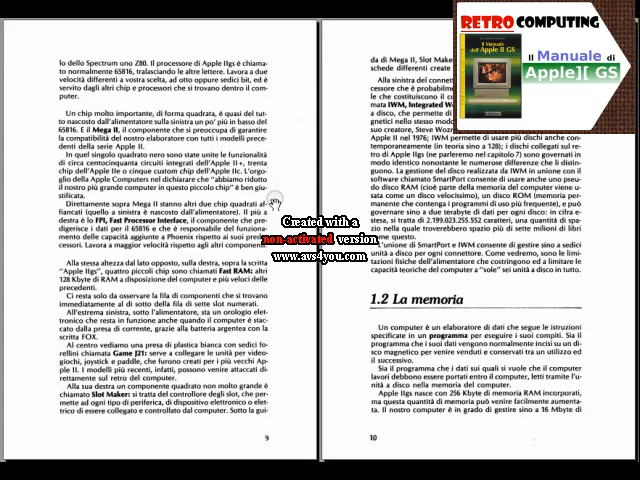 lo dello Spectrum uno Z80. Il processore di Apple IIgs è chiama-
to normalmente 65816, tralasciando le altre lettere. Lavora a due
velocità differenti a vostra scelta, ad otto oppure sedici bit, ed è
servito dagli altri chip e processori che si trovano dentro il com-
puter.
Un chip molto importante, di forma quadrata, è quasi del tut-
to nascosto dall'alimentatore sulla sinistra un po' più in basso del
65816. E il Mega II, il componente che si preoccupa di garantire
la compatibilità del nostro elaboratore con tutti i modelli prece-
denti della serie Apple II.
In quel singolo quadrato nero sono state unite le funzionalità
di circa centocinquanta circuiti integrati dell'Apple II+, trenta
chip dell'Apple IIe o cinque custom chip dell'Apple IIc. L'orgo-
glio della Apple Computers nel dichiarare che "abbiamo ridotto
il nostro più grande computer in questo piccolo chip" è ben giu-
stificata.
Direttamente sopra Mega II stanno altri due chip quadrati af-
fiancati (quello a sinistra è nascosto dall'alimentatore). Il più a
destra è lo FPI, Fast Processor Interface, il componente che pre-
digerisce i dati per il 65816 e che è responsabile del funziona-
mento delle capacità aggiunte a Phoenix rispetto ai suoi prede-
cessori. Lavora a maggior velocità rispetto agli altri componenti.
Alla stessa altezza dal lato opposto, sulla destra, sopra la scritta
"Apple IIgs", quattro piccoli chip sono chiamati Fast RAM: altri
128 Kbyte di RAM a disposizione del computer e più veloci dei
precedenti.
Ci resta solo da osservare la fila di componenti che si trovano
immediatamente al di sotto della fila di sette slot numerati.
All'estrema sinistra, sotto l'alimentatore, sta un orologio elet-
tronico che resta in funzione anche quando il computer è stac-
cato dalla presa di corrente, grazie alla batteria argentea con la
scritta FOX.
Al centro vediamo una presa di plastica bianca con sedici fo-
rellini chiamata Game J21: serve a collegare le unità per video-
giochi, joystick e paddle, che furono creati per i più vecchi Ap-
ple II. I modelli più recenti, infatti, possono venire attaccati di-
rettamente sul retro del computer.
Alla sua destra un componente quadrato non molto grande è
chiamato Slot Maker: si tratta del controllore degli slot, che per-
mette ad ogni tipo di periferica, di dispositivo elettronico o elet-
trico di essere collegato e controllato dal computer. Sotto la gui-
9
da di Mega II, Slot Maker
schede differenti create
Alla sinistra del connet
cessore che è probabilmen
le che costituiscono il co
mata IWM, Integrated Wo
a disco, che permette di
genetici nello stesso modo
suo creatore, Steve Woz
Apple II nel 1976; IWM permette di usare più dischi anche con-
temporaneamente (in teoria sino a 128); i dischi collegati sul re-
tro di Apple IIgs (ne parleremo nel capitolo 7) sono governati in
modo identico nonostante le numerose differenze che li distin-
guono. La gestione del disco realizzata da IWM in unione con il
software chiamato SmartPort consente di usare anche uno pseu-
do disco RAM (cioè parte della memoria del computer viene u-
sata come un disco velocissimo), un disco ROM (memoria per-
manente che contenga i programmi di uso più frequente), e può
governare sino a due terabyte di dati per ogni disco: in cifra e-
stesa, si tratta di 2.199.023.255.552 caratteri, una quantità di spa-
zio nella quale troverebbero spazio più di sette milioni di libri
come questo.
L'unione di SmartPort e IWM consente di gestire sino a sedici
unità a disco per ogni connettore. Come vedremo, sono le limi-
tazioni fisiche dell'alimentatore che costringono ed a limitare le
capacità teoriche del computer a "sole" sei unità a disco in tutto.
1.2 La memoria
Un computer è un elaboratore di dati che segue le istruzioni
specificate in un programma per eseguire i suoi compiti. Sia il
programma che i suoi dati vengono normalmente incisi su un di-
sco magnetico per venire venduti e conservati tra un utilizzo ed
il successivo.
Sia il programma che i dati sui quali si vuole che il computer
lavori debbono essere portati entro il computer, letti tramite l'u-
nità a disco nella memoria del computer.
Apple IIgs nasce con 256 Kbyte di memoria RAM incorporati,
ma questa quantità di memoria può venire facilmente aumenta-
ta. Il nostro computer è in grado di gestire sino a 16 Mbyte di
10
RETRO COMPUTING
Il Manuale
dell'Apple II GS
Il Manuale di
Apple][ GS
Created with a
non-activated version
www.avs4you.com